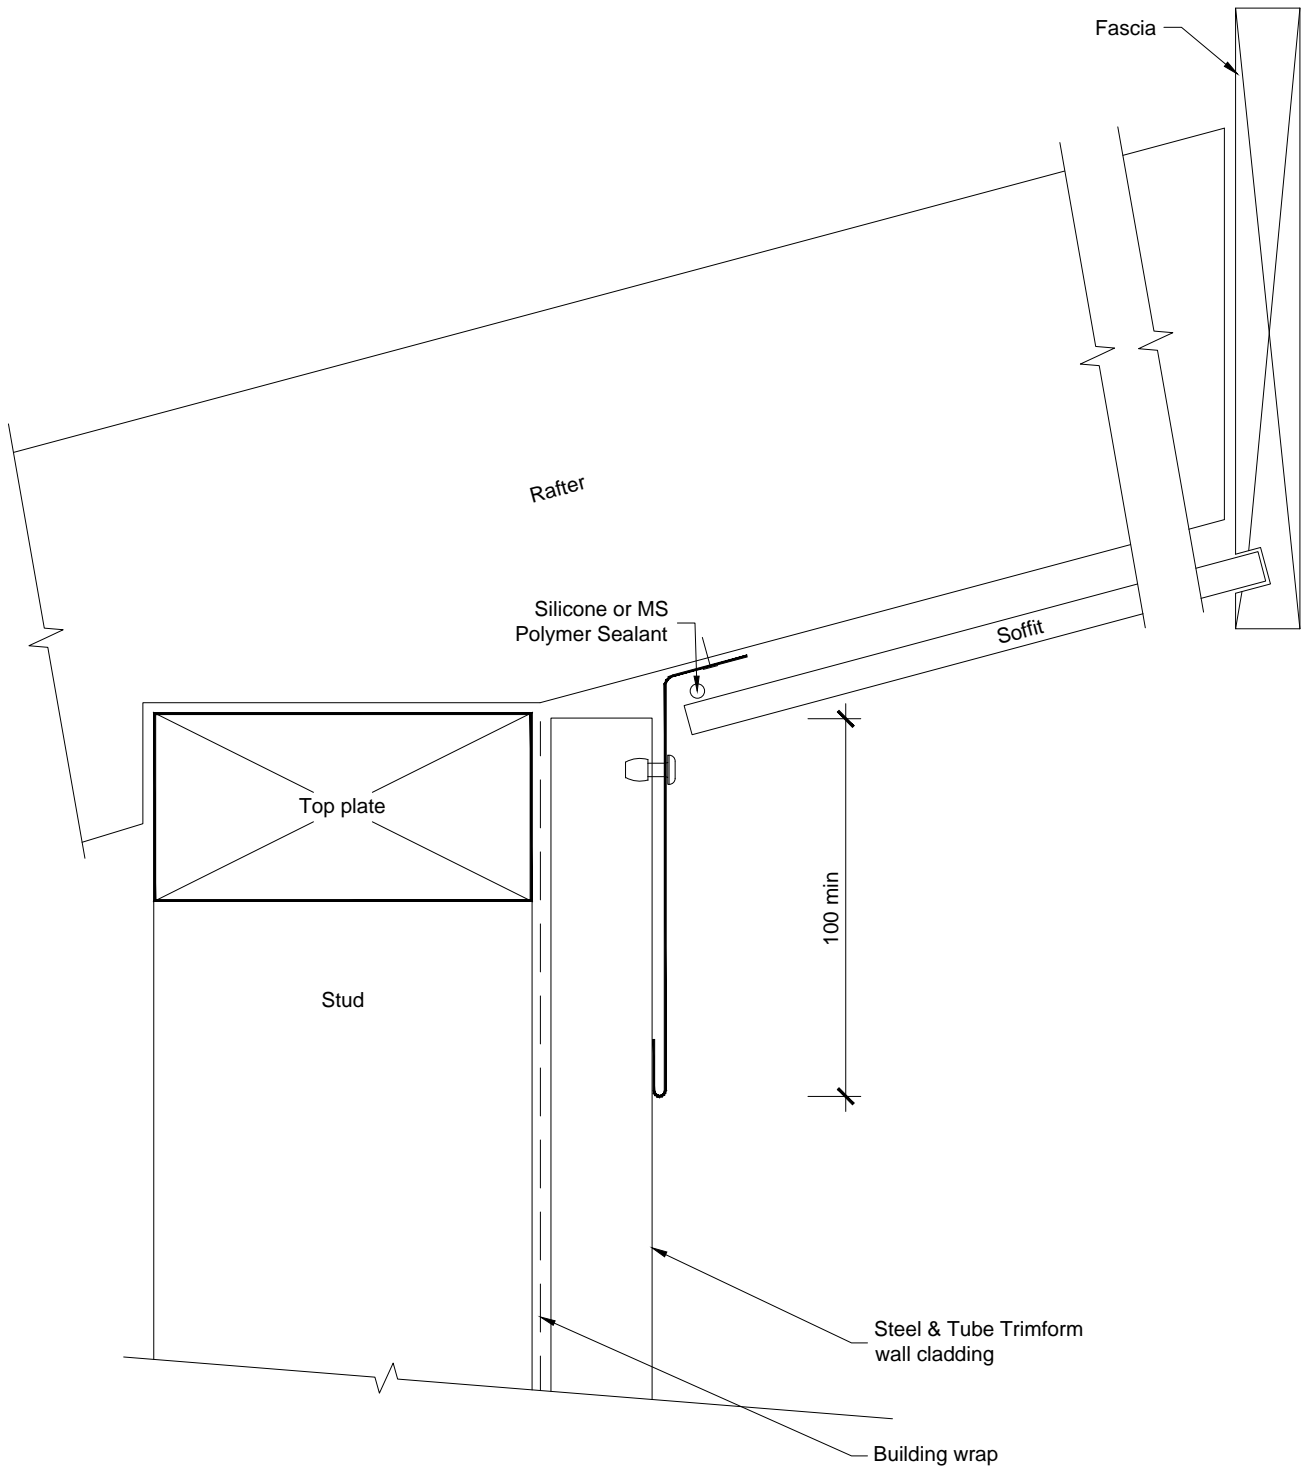 Fascia
Rafter
Silicone or MS
Polymer Sealant
Soffit
Top plate
100 min
Stud
Steel & Tube Trimform
wall cladding
Building wrap